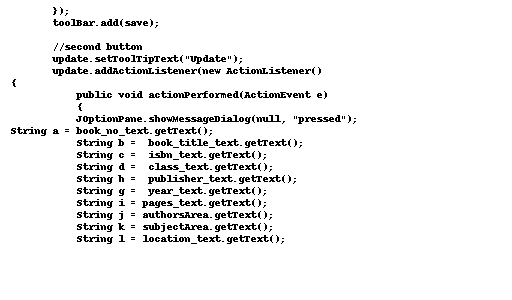 });
toolBar.add(save);
//second button
update.setToolTipText("Update");
update.addActionListener(new ActionListener()
{
public void actionPerformed(ActionEvent e)
{
JOptionPane.showMessageDialog(null, "pressed");
String a = book_no_text.getText();
String b =  book_title_text.getText();
String c =  isbn_text.getText();
String d =  class_text.getText();
String h =  publisher_text.getText();
String g =  year_text.getText();
String i = pages_text.getText();
String j = authorsArea.getText();
String k = subjectArea.getText();
String l = location_text.getText();